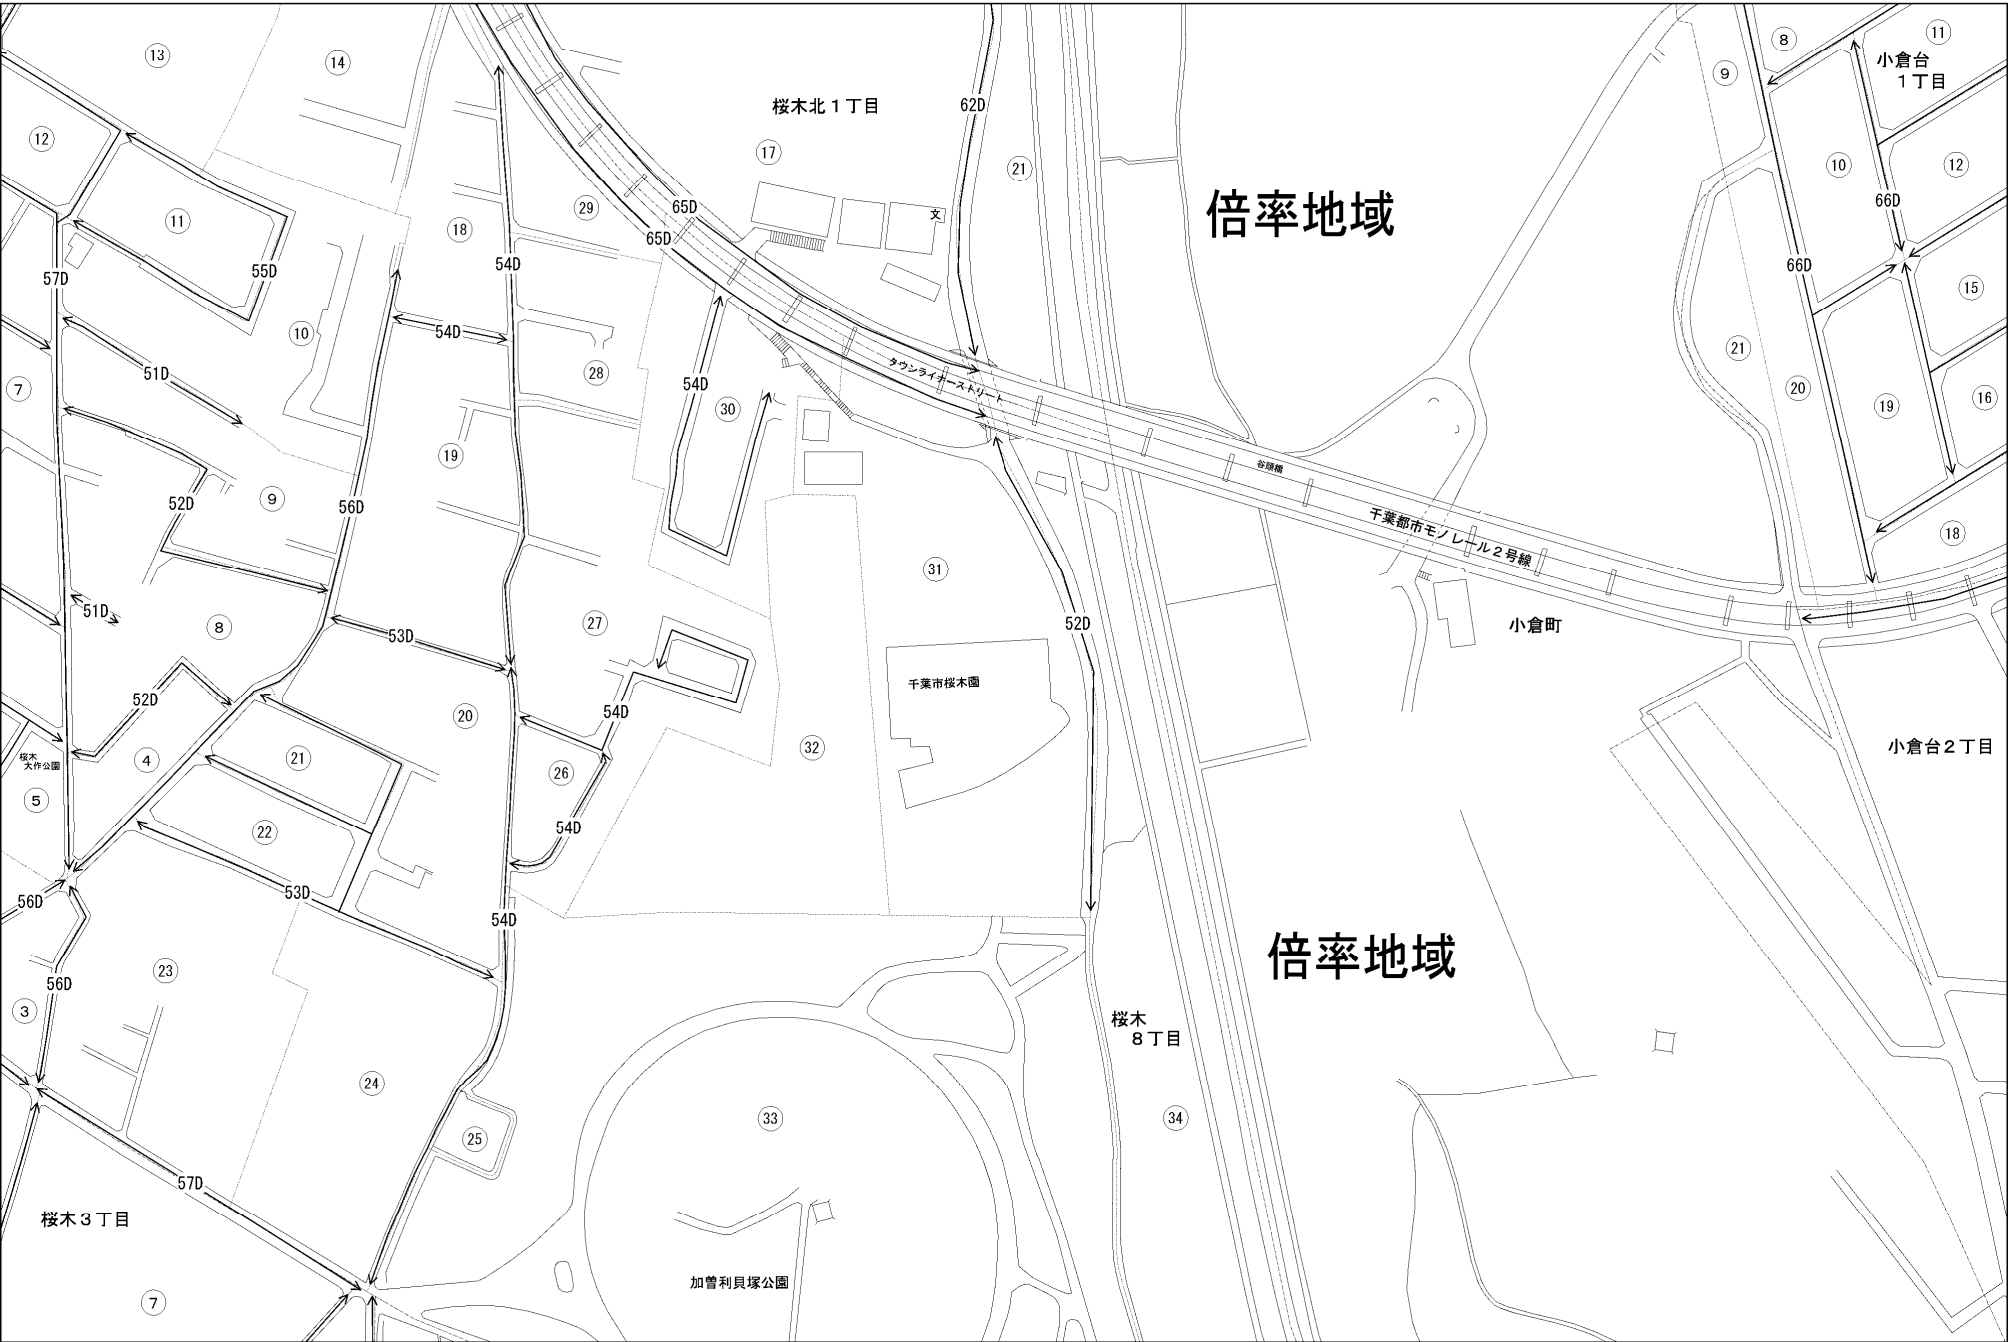 13
14
8
11
小倉台
1丁目
9
桜木北1丁目
62D
12
17
21
10
12
倍率地域
11
18
29
65D
文
66D
65D
57D
55D
54D
66D
15
10
54D
21
タウンライナーストリート
51D
28
7
54D
30
20
19
16
19
谷頭橋
9
52D
56D
千葉都市モノレール2号線
18
31
51D
8
53D
27
52D
小倉町
千葉市桜木園
52D
54D
20
32
小倉台2丁目
桜木
大作公園
4
21
26
5
22
54D
53D
56D
54D
倍率地域
23
56D
3
桜木
8丁目
24
33
34
25
57D
桜木3丁目
加曽利貝塚公園
7